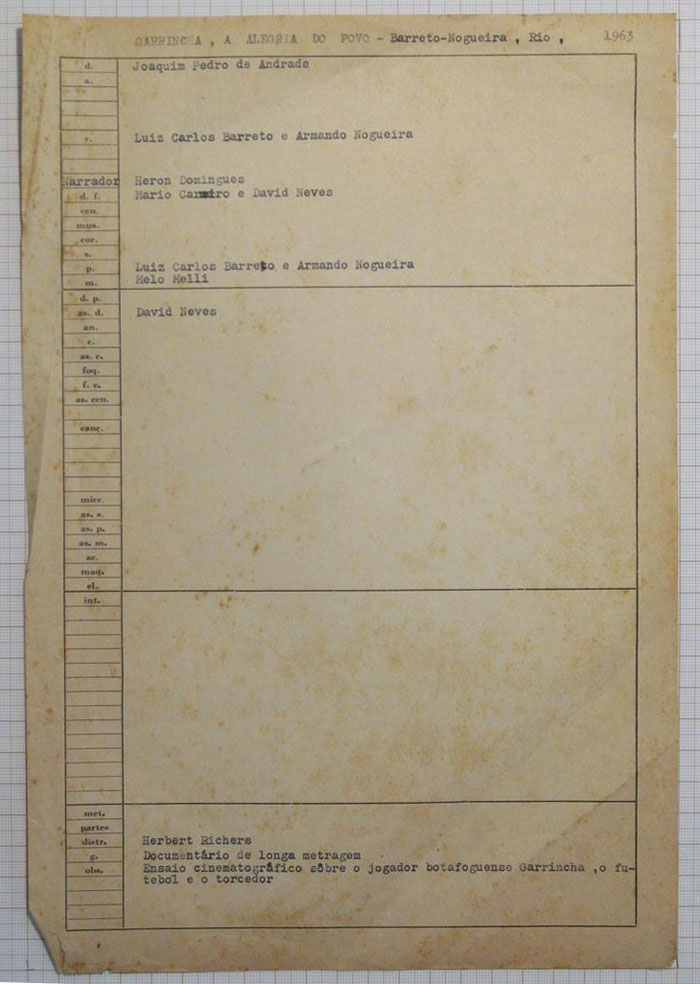 GARRINCHA , A ALEGRIA DO POVO - Barreto-Nogueira , Rio , 1963
d. Joaquim Pedro de Andrade
a.
r. Luiz Carlos Barreto e Armando Nogueira
Narrador Heron Domingues
d. f. Mario Carneiro e David Neves
cen.
mus.
cor.
s.
p. Luiz Carlos Barreto e Armando Nogueira
m. Melo Melli
d. p.
as. d. David Neves
an.
c.
as. c.
foq.
f. c.
as. cen.
canç.
micr.
as. s.
as. p.
as. m.
ac.
maq.
el.
int.
met.
partes
distr. Herbert Richers
g. Documentário de longa metragem
obs. Ensaio cinematográfico sôbre o jogador botafoguense Garrincha ,o fu-
tebol e o torcedor